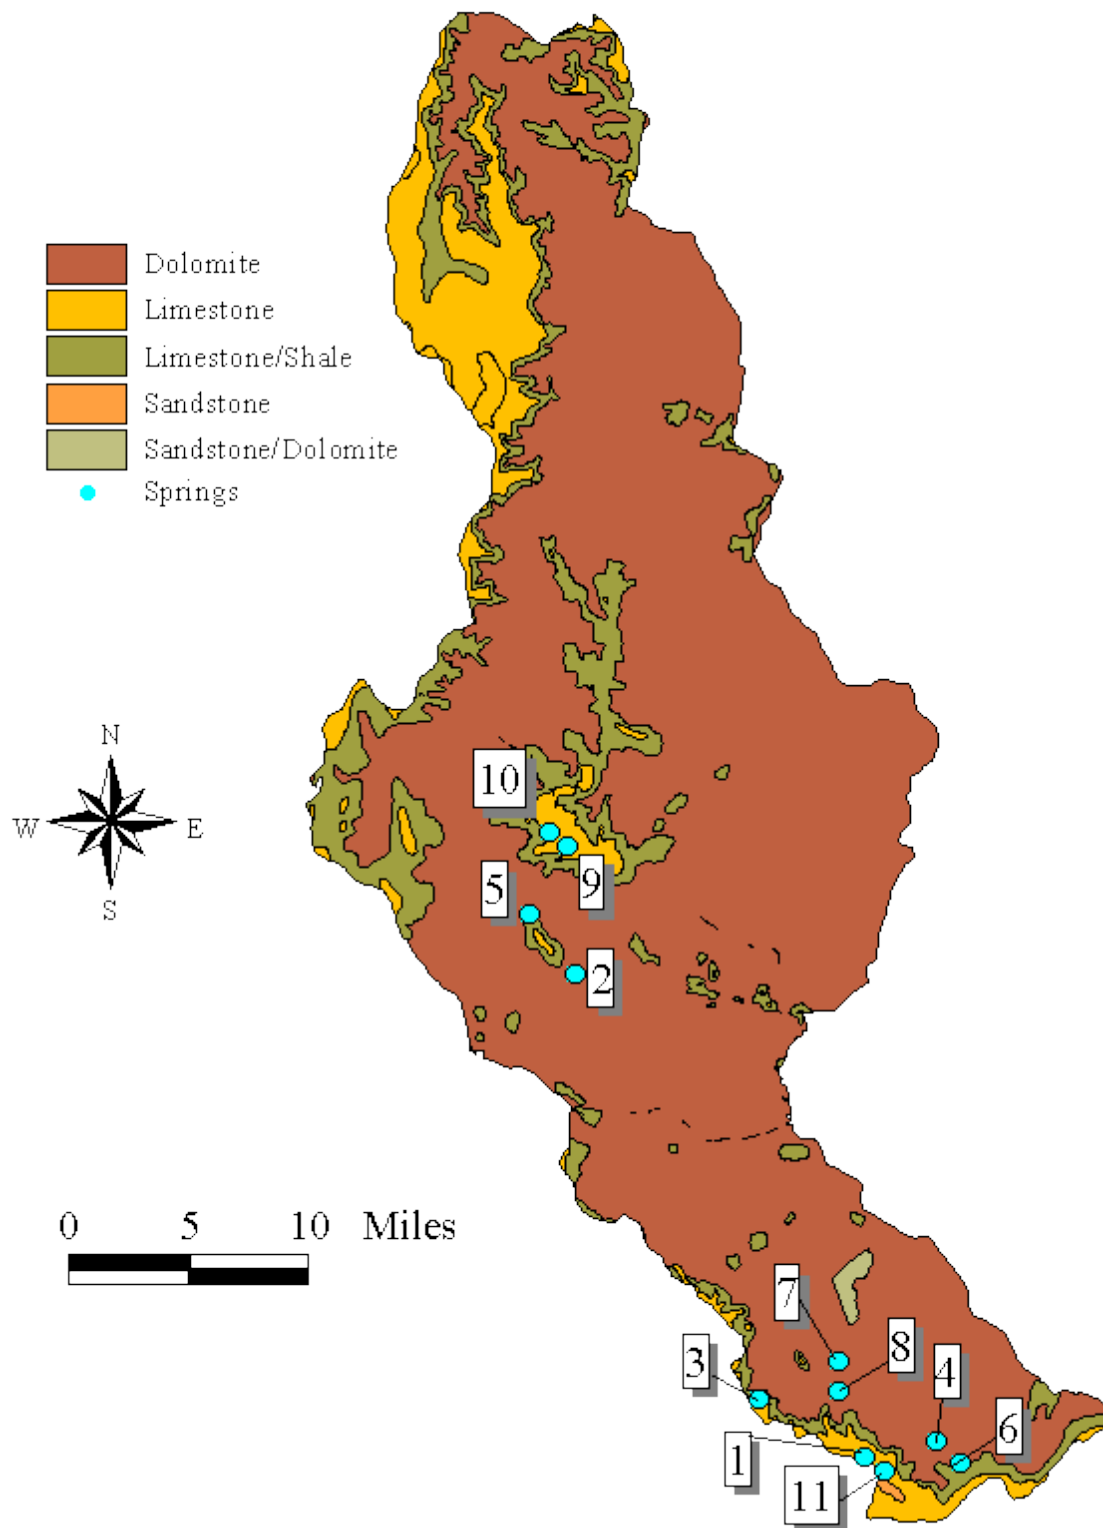 Dolomite
Limestone
Limestone/Shale
Sandstone
Sandstone/Dolomite
Springs
N
W E
S
10
9
5
2
0 5 10 Miles
7
8
3
4
6
1
11